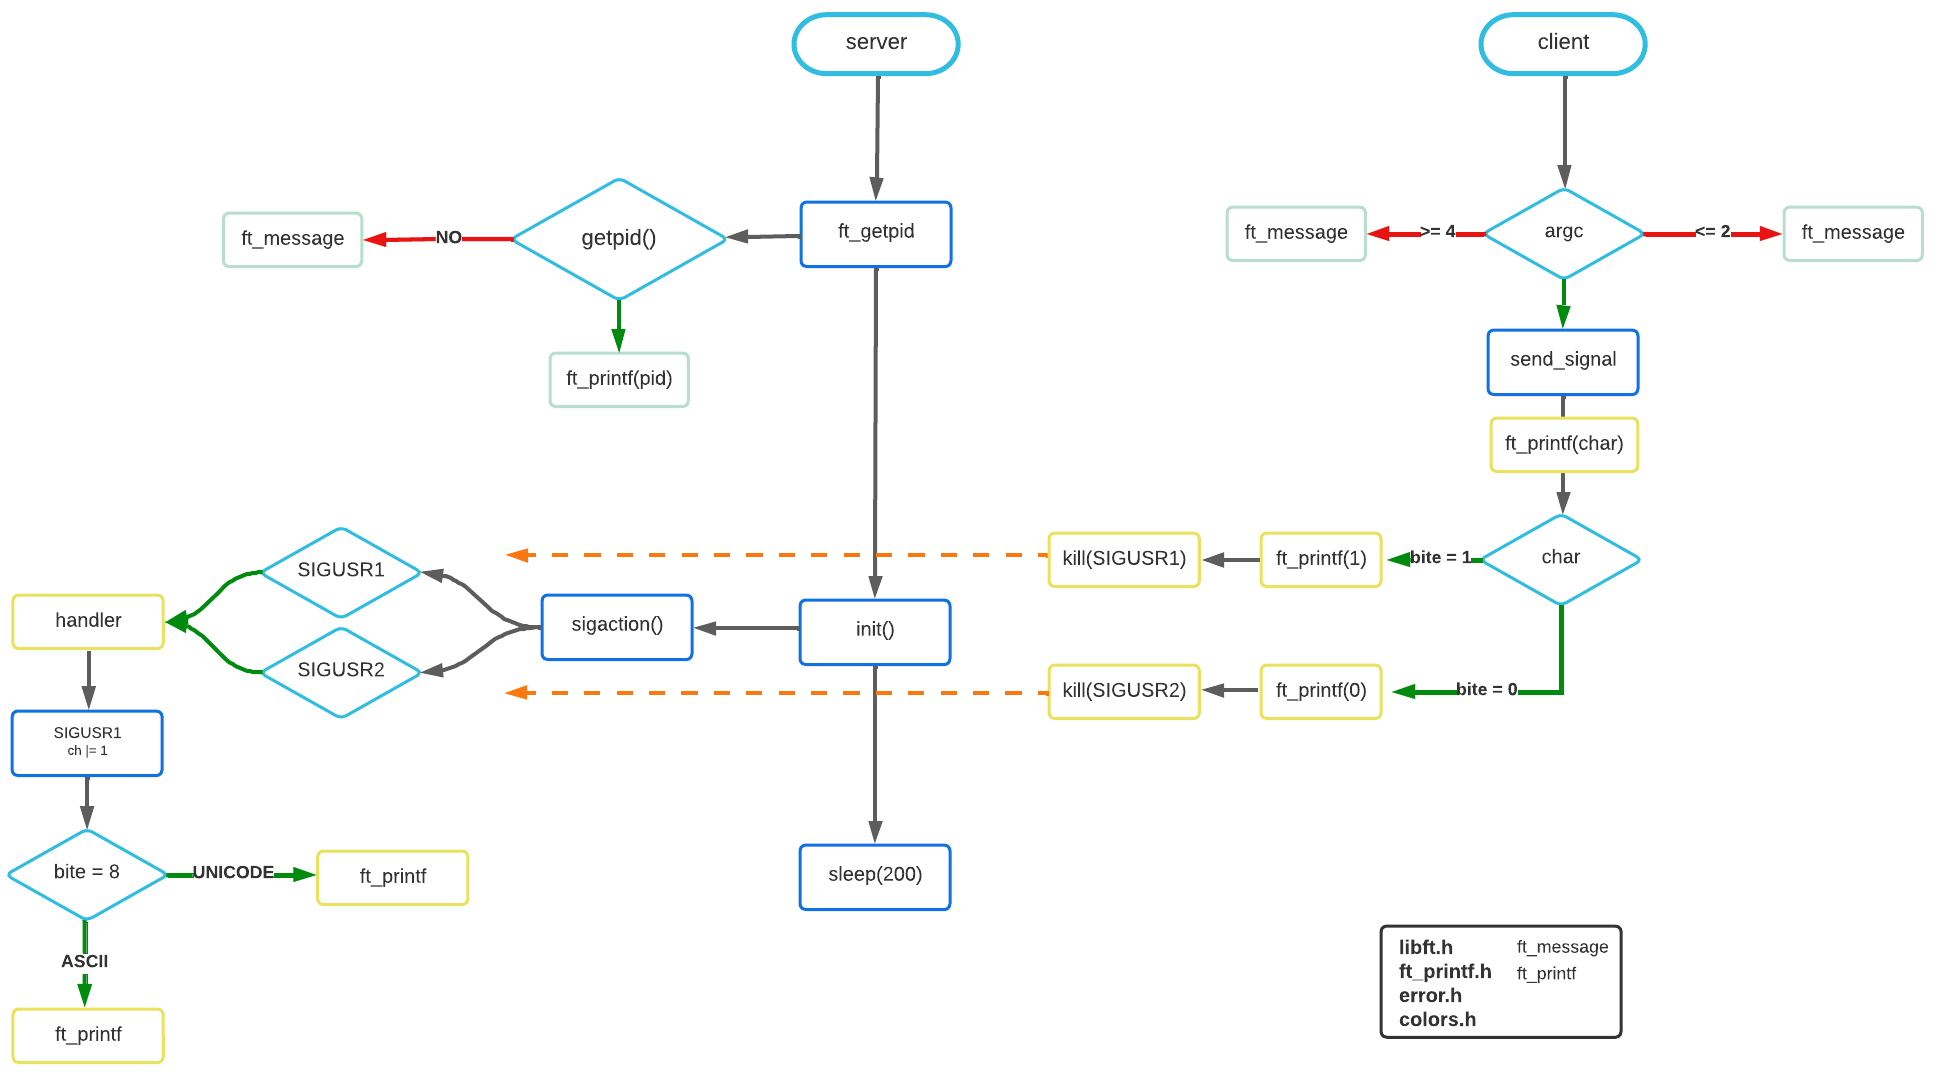 server
client
ft_message
NO
getpid()
ft_getpid
ft_message
>= 4
argc
<= 2
ft_message
ft_printf(pid)
send_signal
ft_printf(char)
SIGUSR1
kill(SIGUSR1)
ft_printf(1)
bite = 1
char
handler
sigaction()
init()
SIGUSR2
kill(SIGUSR2)
ft_printf(0)
bite = 0
SIGUSR1
ch |= 1
bite = 8
UNICODE
ft_printf
sleep(200)
ASCII
ft_printf
libft.h
ft_message
ft_printf.h
ft_printf
error.h
colors.h